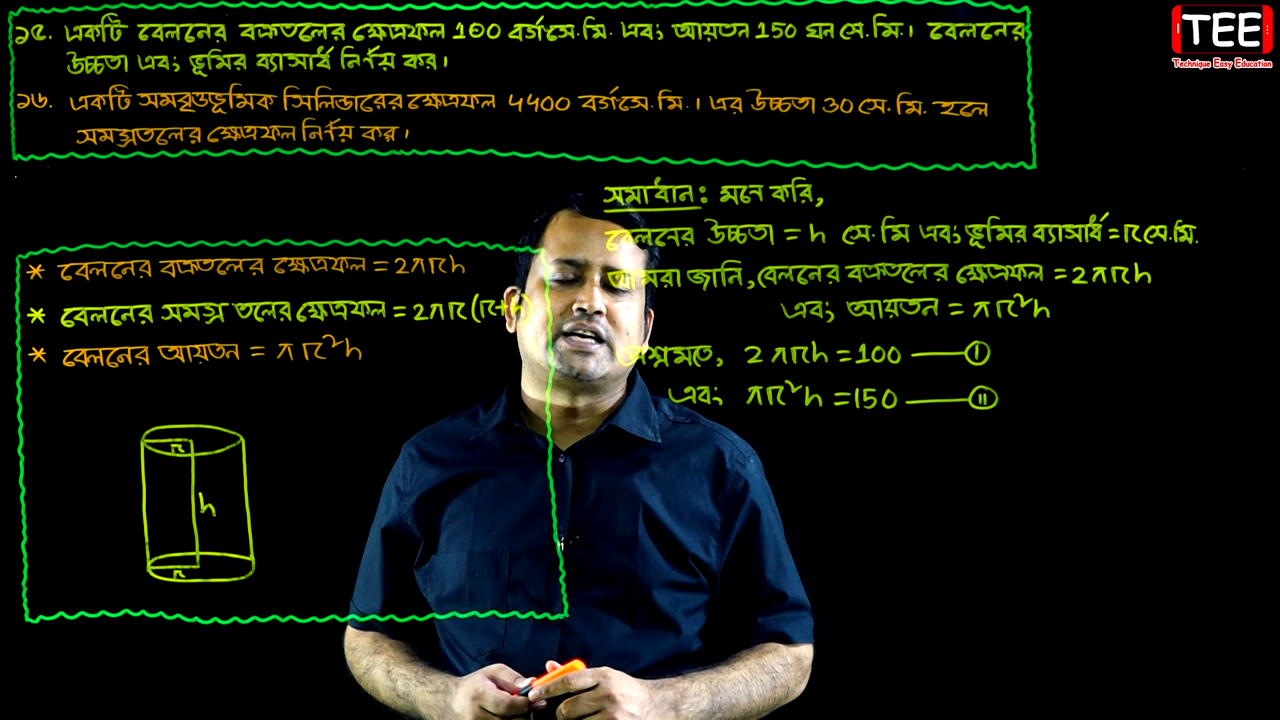 ১৫. একটি বেলনের বক্রতলের ক্ষেত্রফল 100 বর্গসে.মি. এবং আয়তন 150 ঘন সে.মি.। বেলনের
উচ্চতা এবং ভূমির ব্যাসার্ধ নির্ণয় কর।
১৬. একটি সমবৃত্তভূমিক সিলিন্ডারের ক্ষেত্রফল 4400 বর্গসে.মি.। এর উচ্চতা 30 সে.মি. হলে
সমগ্রতলের ক্ষেত্রফল নির্ণয় কর।
TEE
Technique Easy Education
* বেলনের বক্রতলের ক্ষেত্রফল = 2πrh
* বেলনের সমগ্র তলের ক্ষেত্রফল = 2πr(r+h)
* বেলনের আয়তন = πr²h
r
h
r
সমাধান: মনে করি,
বেলনের উচ্চতা = h সে.মি এবং ভূমির ব্যাসার্ধ = r সে.মি.
আমরা জানি, বেলনের বক্রতলের ক্ষেত্রফল = 2πrh
এবং আয়তন = πr²h
প্রশ্নমতে, 2πrh = 100 —— (I)
এবং πr²h = 150 —— (II)